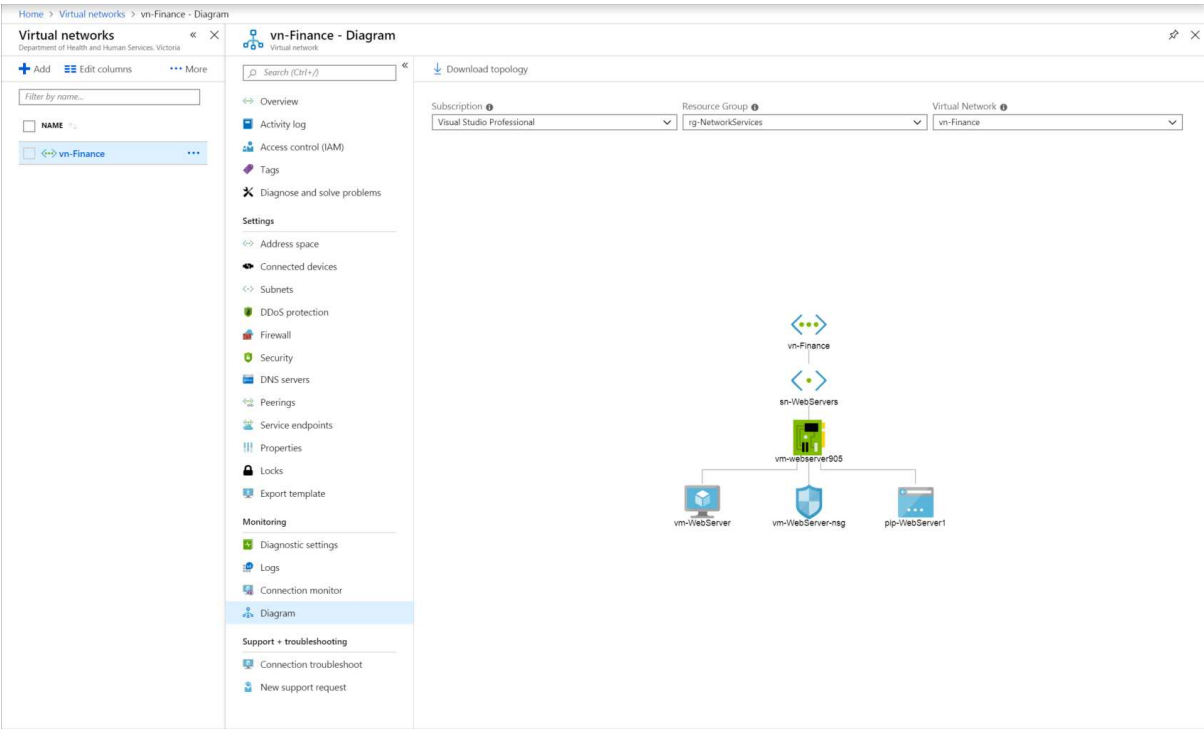 Home > Virtual networks > vn-Finance - Diagram
Virtual networks
Department of Health and Human Services. Victoria
Add Edit columns More
Filter by name...
NAME
vn-Finance
vn-Finance - Diagram
Virtual network
Search (Ctrl+/)
Overview
Activity log
Access control (IAM)
Tags
Diagnose and solve problems
Settings
Address space
Connected devices
Subnets
DDoS protection
Firewall
Security
DNS servers
Peerings
Service endpoints
Properties
Locks
Export template
Monitoring
Diagnostic settings
Logs
Connection monitor
Diagram
Support + troubleshooting
Connection troubleshoot
New support request
Download topology
Subscription Resource Group Virtual Network
Visual Studio Professional rg-NetworkServices vn-Finance
vn-Finance
sn-WebServers
vm-webserver905
vm-WebServer vm-WebServer-nsg pip-WebServer1